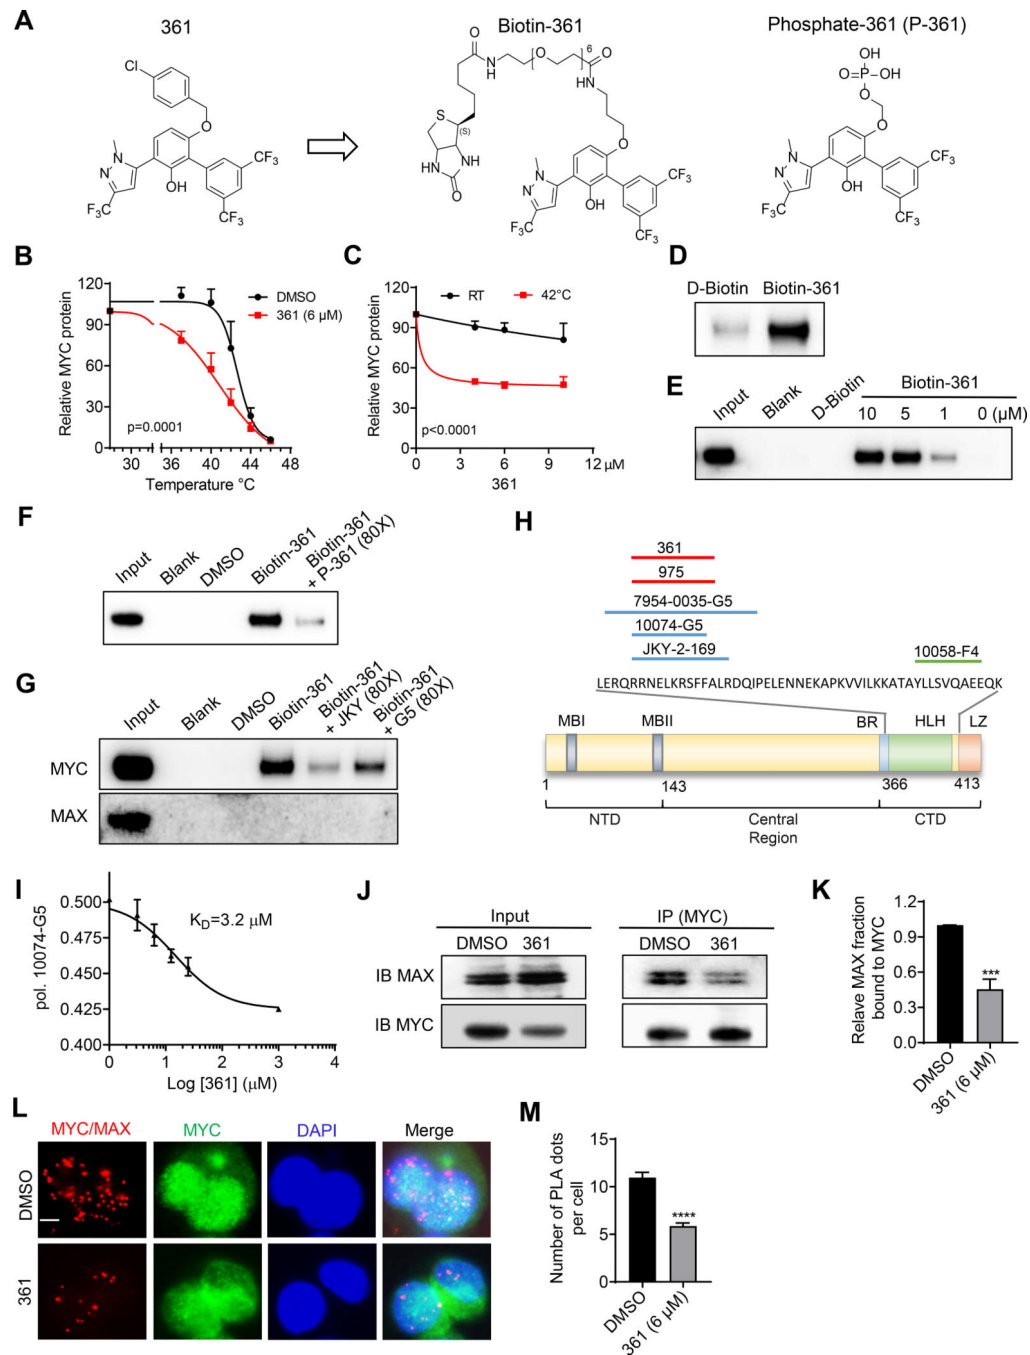 A
361
Biotin-361
Phosphate-361 (P-361)
Cl
O
N
N
OH
F₃C
CF₃
CF₃
O
N
H
O
6
O
HN
S
(S)
HN
NH
O
O
N
N
OH
F₃C
CF₃
CF₃
OH
O=P-OH
O
O
N
N
OH
F₃C
CF₃
CF₃
B
Relative MYC protein
120
90
60
30
0
DMSO
361 (6 µM)
p=0.0001
28 32 36 40 44 48
Temperature °C
C
Relative MYC protein
120
90
60
30
0
RT
42°C
p<0.0001
0 3 6 9 12 µM
361
D
D-Biotin Biotin-361
E
Input
Blank
D-Biotin
Biotin-361
10 5 1 0 (µM)
F
Input
Blank
DMSO
Biotin-361
Biotin-361
+ P-361 (80X)
G
Input
Blank
DMSO
Biotin-361
Biotin-361
+ JKY (80X)
Biotin-361
+ G5 (80X)
MYC
MAX
H
361
975
7954-0035-G5
10074-G5
JKY-2-169
10058-F4
LERQRRNELKRSFFALRDQIPELENNEKAPKVVILKKATAYLLSVQAEEQK
MBI
MBII
BR
HLH
LZ
1
143
366
413
NTD
Central
Region
CTD
I
pol. 10074-G5
0.500
0.475
0.450
0.425
0.400
K_D=3.2 µM
0 1 2 3 4
Log [361] (µM)
J
Input
IP (MYC)
DMSO 361
DMSO 361
IB MAX
IB MYC
K
Relave MAX fraction
bound to MYC
1.2
0.9
0.6
0.3
0.0
***
DMSO
361 (6 µM)
L
MYC/MAX
MYC
DAPI
Merge
DMSO
361
M
Number of PLA dots
per cell
15
10
5
0
****
DMSO
361 (6 µM)